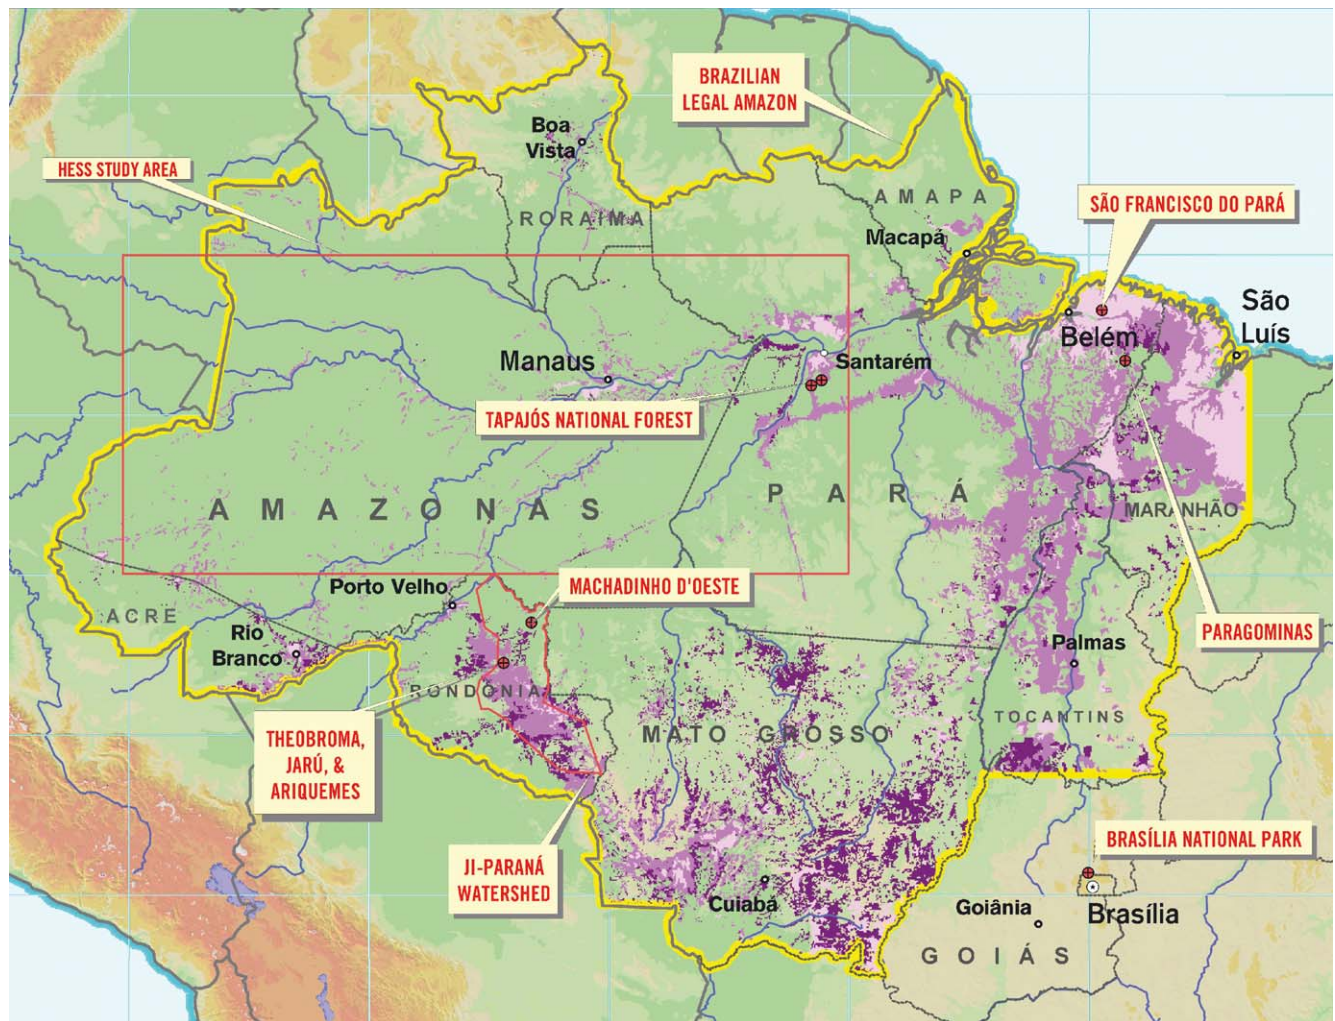 BRAZILIAN
LEGAL AMAZON
Boa
Vista
HESS STUDY AREA
AMAPA
SÃO FRANCISCO DO PARÁ
RORAIMA
Macapá
São
Luís
Belém
Manaus
Santarém
TAPAJÓS NATIONAL FOREST
AMAZONAS
PARÁ
MARANHÃO
MACHADINHO D'OESTE
Porto Velho
ACRE
Rio
Branco
PARAGOMINAS
Palmas
RONDONIA
TOCANTINS
THEOBROMA,
JARÚ, &
ARIQUEMES
MATO GROSSO
BRASÍLIA NATIONAL PARK
JI-PARANÁ
WATERSHED
Cuiabá
Goiânia
Brasília
GOIÁS